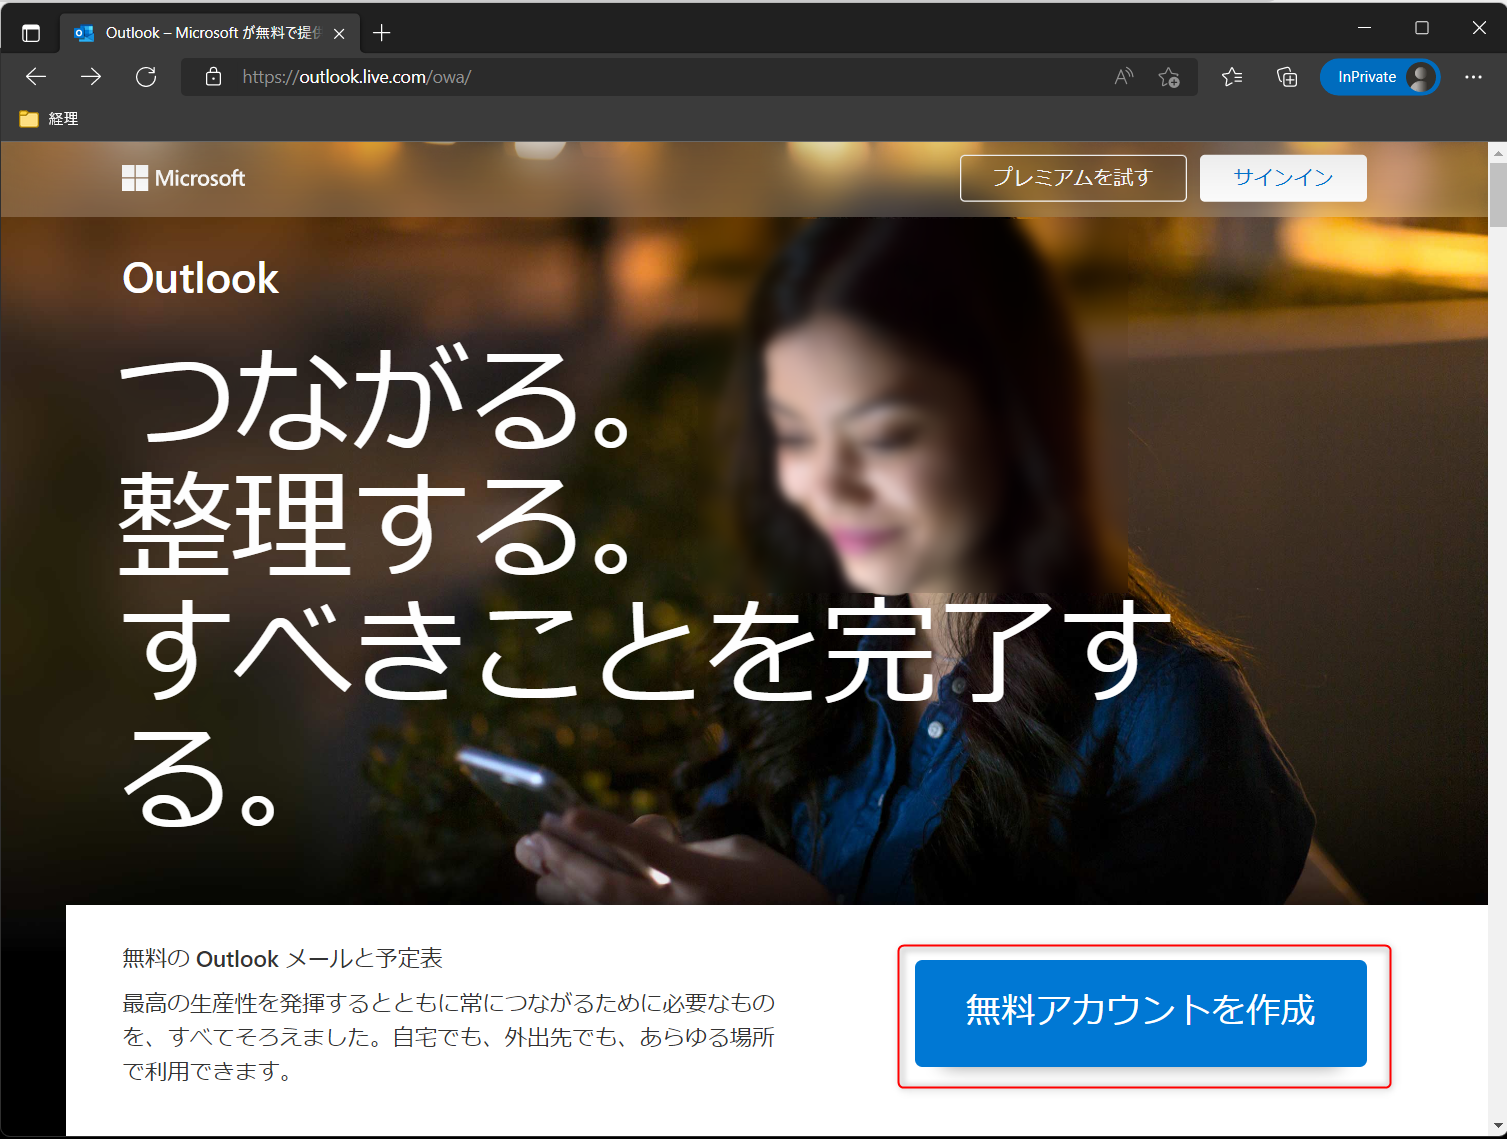 Outlook – Microsoft が無料で提供
https://outlook.live.com/owa/
InPrivate
経理
Microsoft
プレミアムを試す
サインイン
Outlook
つながる。
整理する。
すべきことを完了す
る。
無料の Outlook メールと予定表
最高の生産性を発揮するとともに常につながるために必要なもの
を、すべてそろえました。自宅でも、外出先でも、あらゆる場所
で利用できます。
無料アカウントを作成